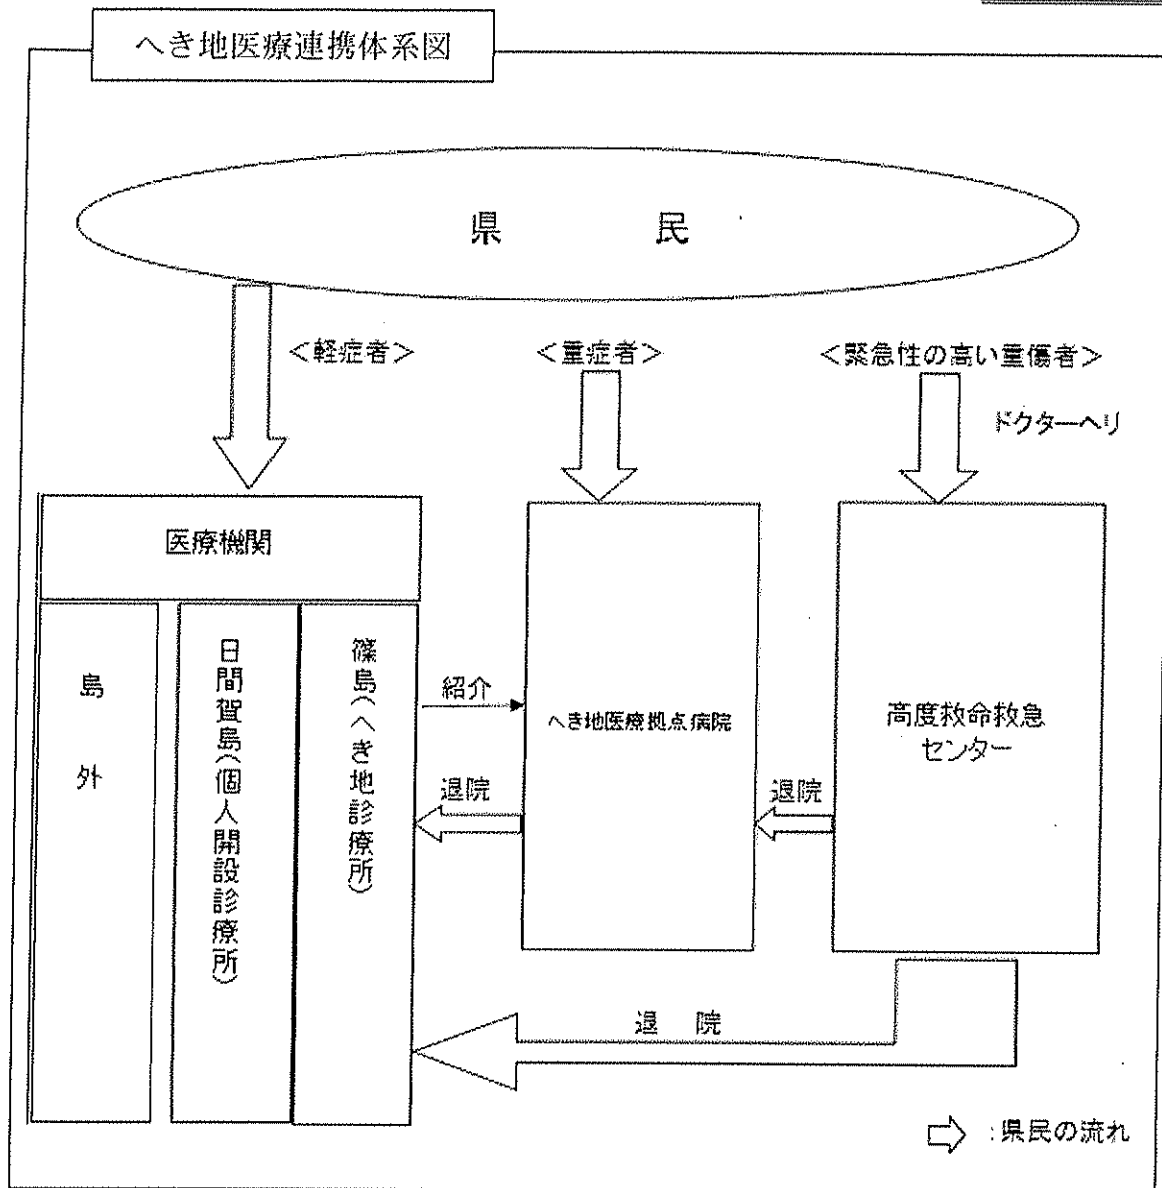 へき地医療連携体系図
県 民
＜軽症者＞
＜重症者＞
＜緊急性の高い重傷者＞
ドクターヘリ
医療機関
島外
日間賀島(個人開設診療所)
篠島(へき地診療所)
紹介
退院
へき地医療拠点病院
退院
高度救命救急
センター
退 院
:県民の流れ